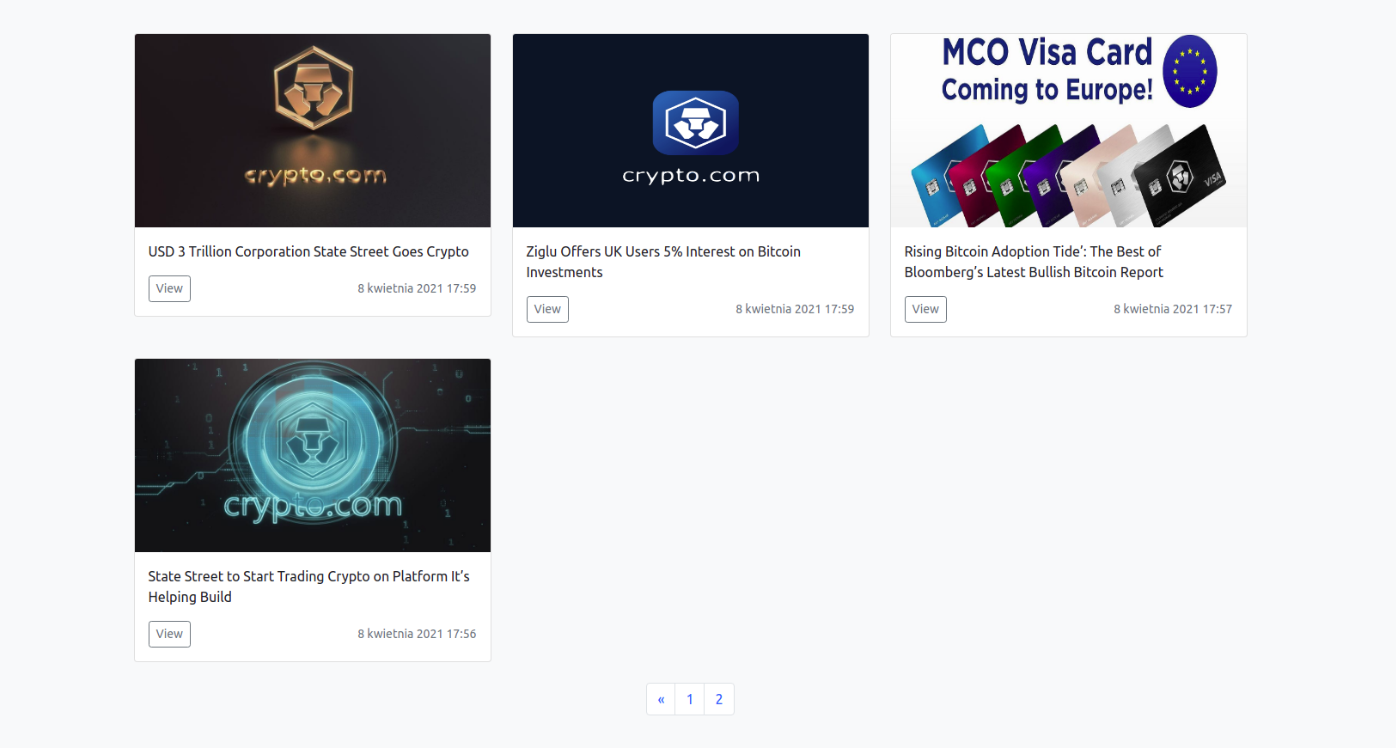 crypto.com
USD 3 Trillion Corporation State Street Goes Crypto
View
8 kwietnia 2021 17:59
crypto.com
Ziglu Offers UK Users 5% Interest on Bitcoin
Investments
View
8 kwietnia 2021 17:59
MCO Visa Card
Coming to Europe!
VISA
Rising Bitcoin Adoption Tide’: The Best of
Bloomberg’s Latest Bullish Bitcoin Report
View
8 kwietnia 2021 17:57
crypto.com
State Street to Start Trading Crypto on Platform It’s
Helping Build
View
8 kwietnia 2021 17:56
« 1 2